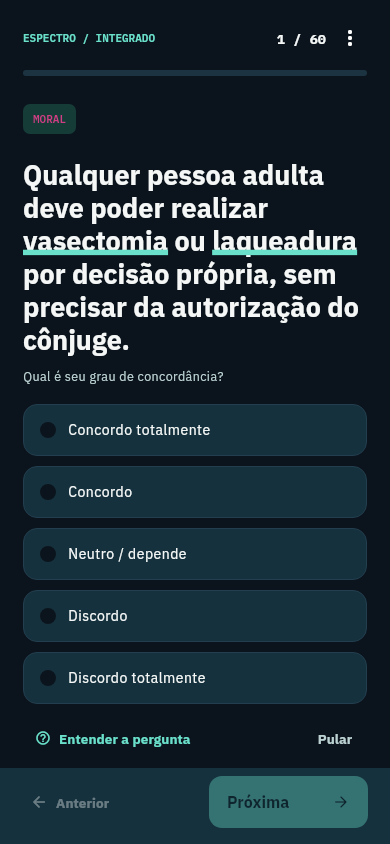 ESPECTRO / INTEGRADO
1 / 60
MORAL
Qualquer pessoa adulta
deve poder realizar
vasectomia ou laqueadura
por decisão própria, sem
precisar da autorização do
cônjuge.
Qual é seu grau de concordância?
Concordo totalmente
Concordo
Neutro / depende
Discordo
Discordo totalmente
Entender a pergunta
Pular
Anterior
Próxima